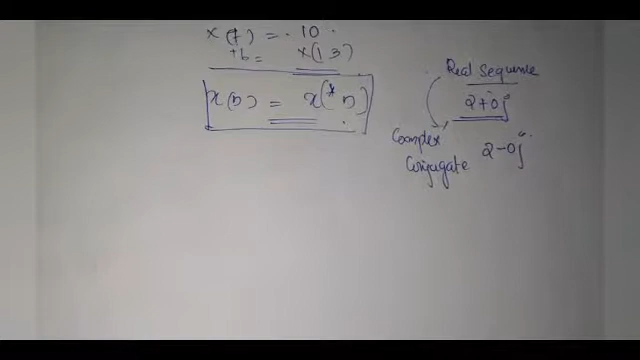 x(7) = 10
x(13)
x(n) = x*(n)
Real Sequence
2+0j
Complex
Conjugate
2-0j